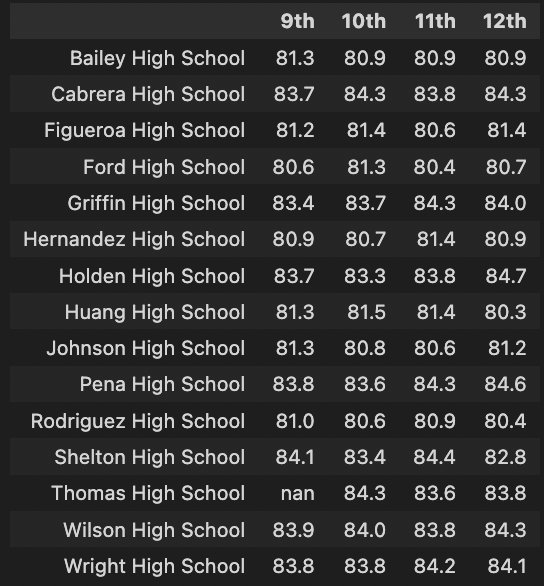 9th 10th 11th 12th
Bailey High School 81.3 80.9 80.9 80.9
Cabrera High School 83.7 84.3 83.8 84.3
Figueroa High School 81.2 81.4 80.6 81.4
Ford High School 80.6 81.3 80.4 80.7
Griffin High School 83.4 83.7 84.3 84.0
Hernandez High School 80.9 80.7 81.4 80.9
Holden High School 83.7 83.3 83.8 84.7
Huang High School 81.3 81.5 81.4 80.3
Johnson High School 81.3 80.8 80.6 81.2
Pena High School 83.8 83.6 84.3 84.6
Rodriguez High School 81.0 80.6 80.9 80.4
Shelton High School 84.1 83.4 84.4 82.8
Thomas High School nan 84.3 83.6 83.8
Wilson High School 83.9 84.0 83.8 84.3
Wright High School 83.8 83.8 84.2 84.1